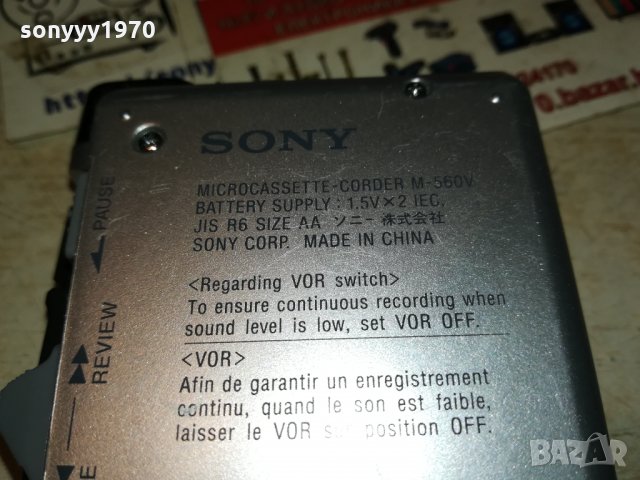 sonyyy1970
SONY
MICROCASSETTE-CORDER M-560V
BATTERY SUPPLY : 1.5V×2 IEC.
JIS R6 SIZE AA ソニー株式会社
SONY CORP. MADE IN CHINA
<Regarding VOR switch>
To ensure continuous recording when
sound level is low, set VOR OFF.
<VOR>
Afin de garantir un enregistrement
continu, quand le son est faible,
laisser le VOR position OFF.
PAUSE
REVIEW
BAZAR